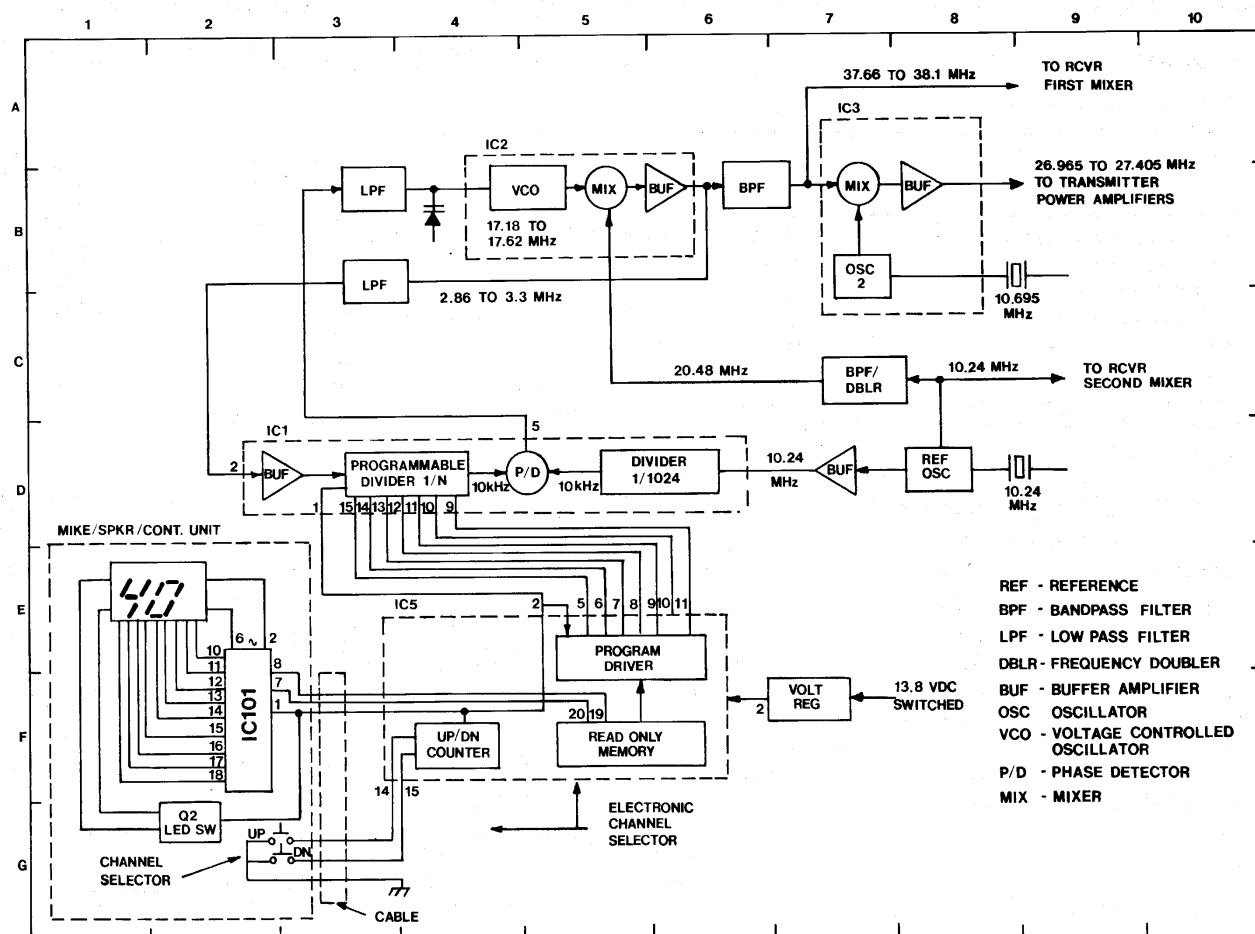 1 2 3 4 5 6 7 8 9 10
A
B
C
D
E
F
G
37.66 TO 38.1 MHz
TO RCVR
FIRST MIXER
IC3
IC2
LPF
VCO
MIX
BUF
BPF
MIX
BUF
26.965 TO 27.405 MHz
TO TRANSMITTER
POWER AMPLIFIERS
17.18 TO
17.62 MHz
LPF
2.86 TO 3.3 MHz
OSC
2
10.695
MHz
20.48 MHz
BPF/
DBLR
10.24 MHz
TO RCVR
SECOND MIXER
IC1
5
2
BUF
PROGRAMMABLE
DIVIDER 1/N
10kHz
P/D
10kHz
DIVIDER
1/1024
10.24
MHz
BUF
REF
OSC
10.24
MHz
1 15 14 13 12 11 10 9
MIKE/SPKR/CONT. UNIT
40
6 ~ 2
10
11
12
13
14
15
16
17
18
IC101
8
7
1
IC5
2 5 6 7 8 9 10 11
PROGRAM
DRIVER
20 19
READ ONLY
MEMORY
UP/DN
COUNTER
14 15
VOLT
REG
2
13.8 VDC
SWITCHED
ELECTRONIC
CHANNEL
SELECTOR
Q2
LED SW
UP
DN
CHANNEL
SELECTOR
CABLE
REF - REFERENCE
BPF - BANDPASS FILTER
LPF - LOW PASS FILTER
DBLR - FREQUENCY DOUBLER
BUF - BUFFER AMPLIFIER
OSC OSCILLATOR
VCO - VOLTAGE CONTROLLED
OSCILLATOR
P/D - PHASE DETECTOR
MIX - MIXER